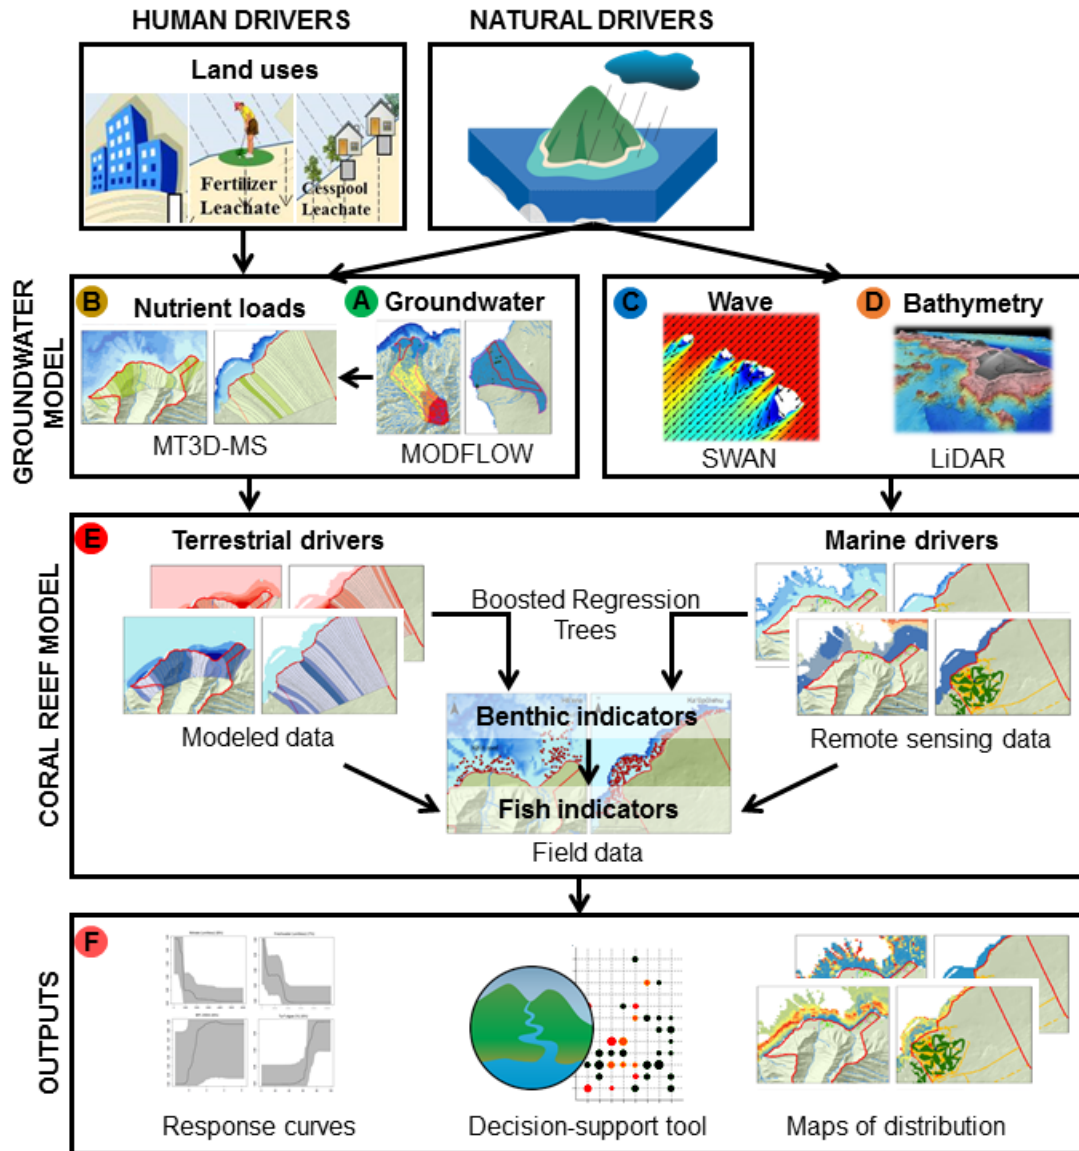 HUMAN DRIVERS
NATURAL DRIVERS
Land uses
Fertilizer
Leachate
Cesspool
Leachate
GROUNDWATER
MODEL
B
Nutrient loads
A
Groundwater
MT3D-MS
MODFLOW
C
Wave
D
Bathymetry
SWAN
LiDAR
CORAL REEF MODEL
E
Terrestrial drivers
Marine drivers
Boosted Regression
Trees
Modeled data
Remote sensing data
Benthic indicators
Fish indicators
Field data
OUTPUTS
F
Response curves
Decision-support tool
Maps of distribution